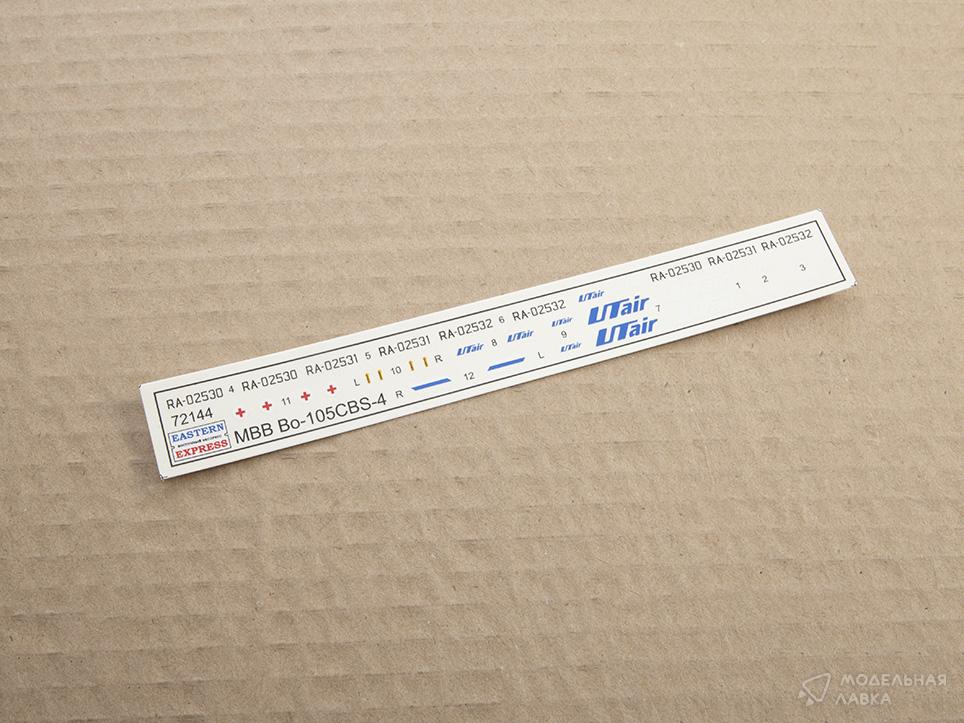 RA-02530 4 RA-02530 RA-02531 5 RA-02531 RA-02532 6 RA-02532 UTair RA-02530 RA-02531 RA-02532
72144 11 L 10 R UTair 8 UTair UTair UTair 7 1 2 3
EASTERN
EXPRESS
MBB Bo-105CBS-4 R 12 L UTair 9 UTair
МОДЕЛЬНАЯ
ЛАВКА